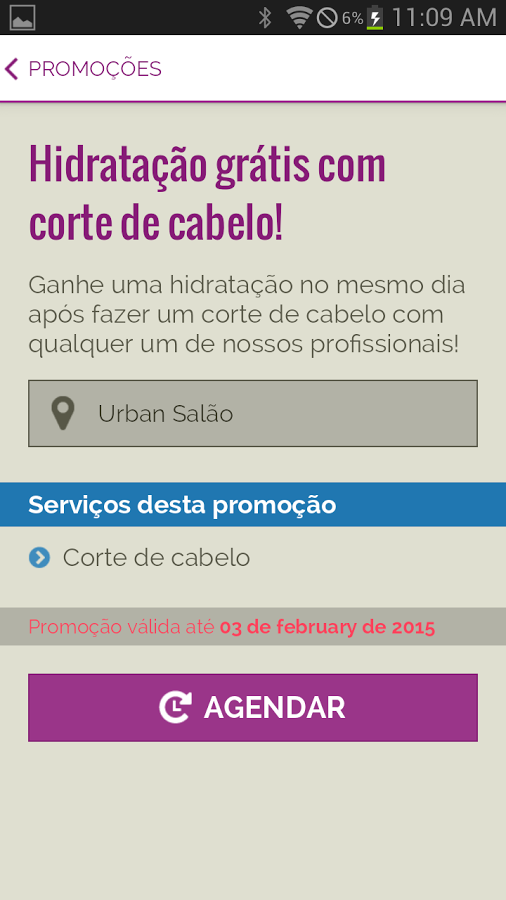 6% 11:09 AM
PROMOÇÕES
Hidratação grátis com
corte de cabelo!
Ganhe uma hidratação no mesmo dia
após fazer um corte de cabelo com
qualquer um de nossos profissionais!
Urban Salão
Serviços desta promoção
Corte de cabelo
Promoção válida até 03 de february de 2015
AGENDAR